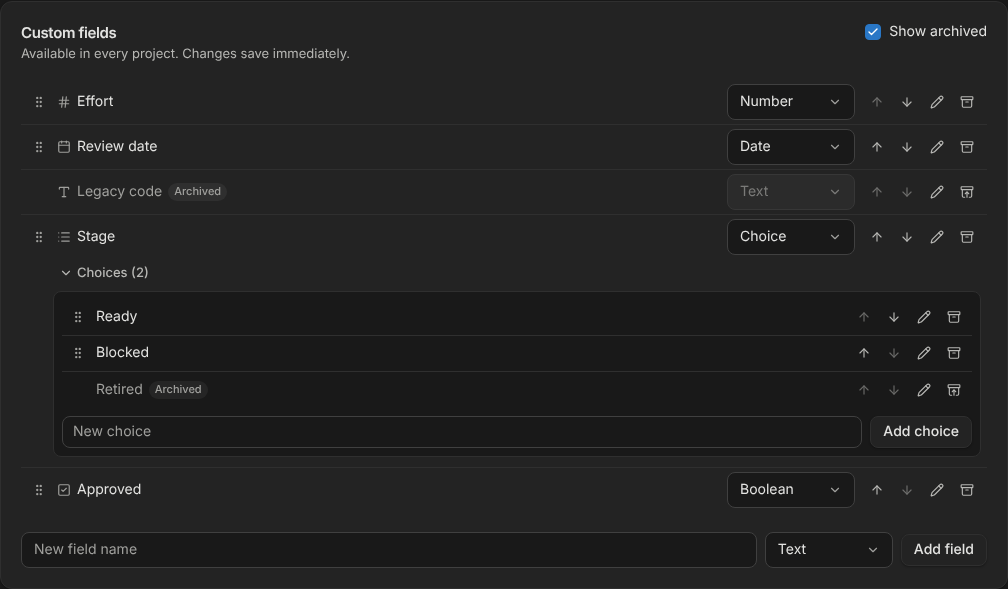 Custom fields
Show archived
Available in every project. Changes save immediately.
Effort Number
Review date Date
Legacy code Archived Text
Stage Choice
Choices (2)
Ready
Blocked
Retired Archived
New choice Add choice
Approved Boolean
New field name Text Add field